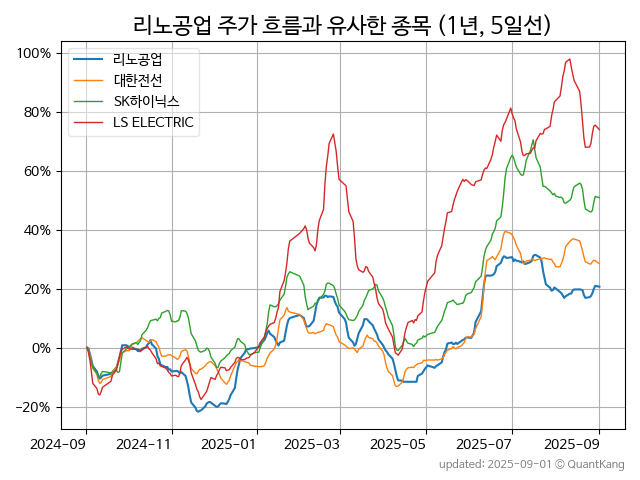 리노공업 주가 흐름과 유사한 종목 (1년, 5일선)
리노공업
대한전선
SK하이닉스
LS ELECTRIC
100%
80%
60%
40%
20%
0%
−20%
2024-09
2024-11
2025-01
2025-03
2025-05
2025-07
2025-09
updated: 2025-09-01 © QuantKang